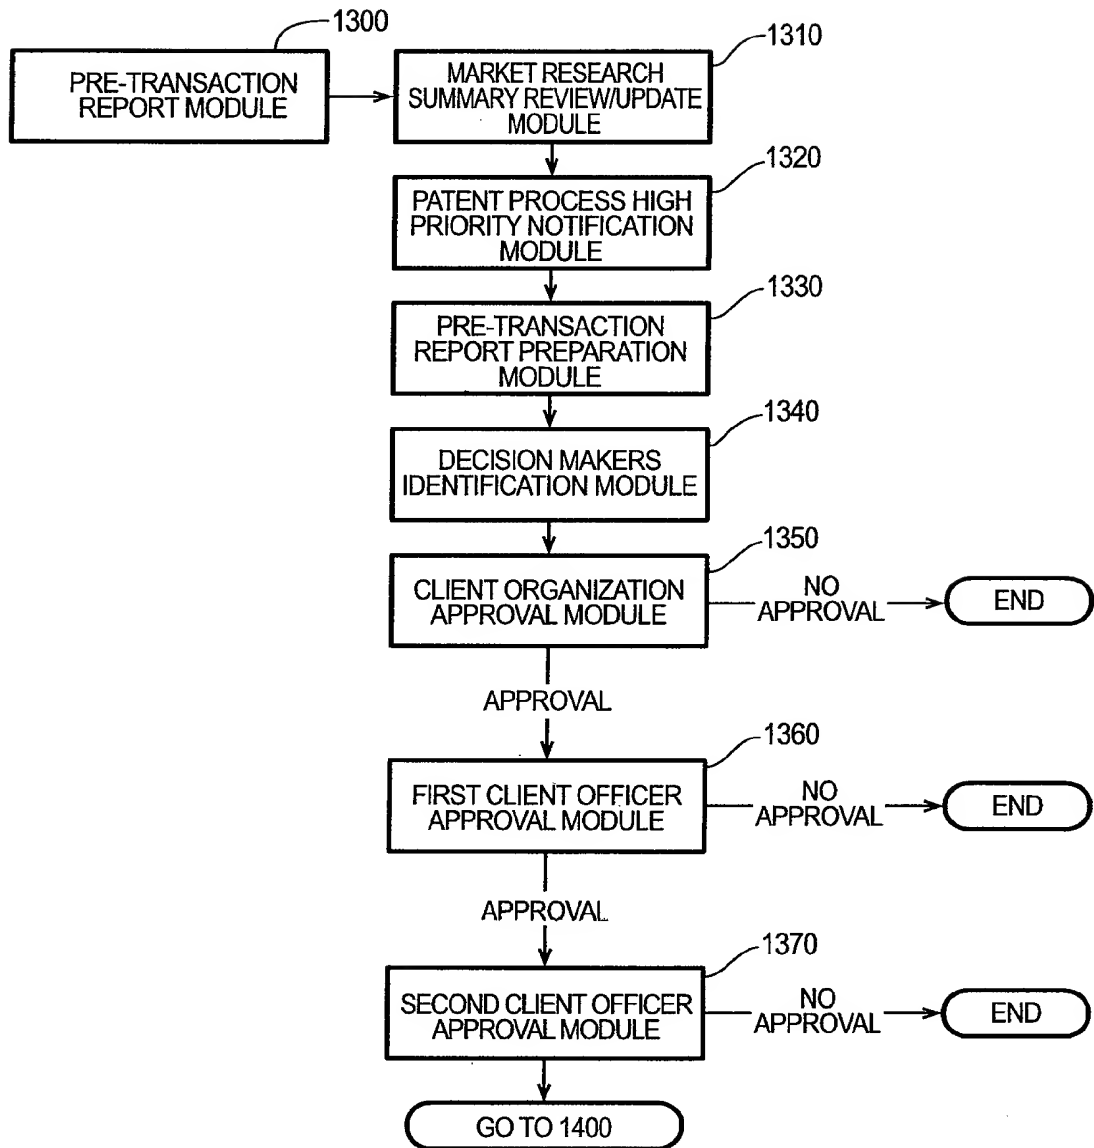 1300
PRE-TRANSACTION
REPORT MODULE
1310
MARKET RESEARCH
SUMMARY REVIEW/UPDATE
MODULE
1320
PATENT PROCESS HIGH
PRIORITY NOTIFICATION
MODULE
1330
PRE-TRANSACTION
REPORT PREPARATION
MODULE
1340
DECISION MAKERS
IDENTIFICATION MODULE
1350
CLIENT ORGANIZATION
APPROVAL MODULE
NO
APPROVAL
END
APPROVAL
1360
FIRST CLIENT OFFICER
APPROVAL MODULE
NO
APPROVAL
END
APPROVAL
1370
SECOND CLIENT OFFICER
APPROVAL MODULE
NO
APPROVAL
END
GO TO 1400